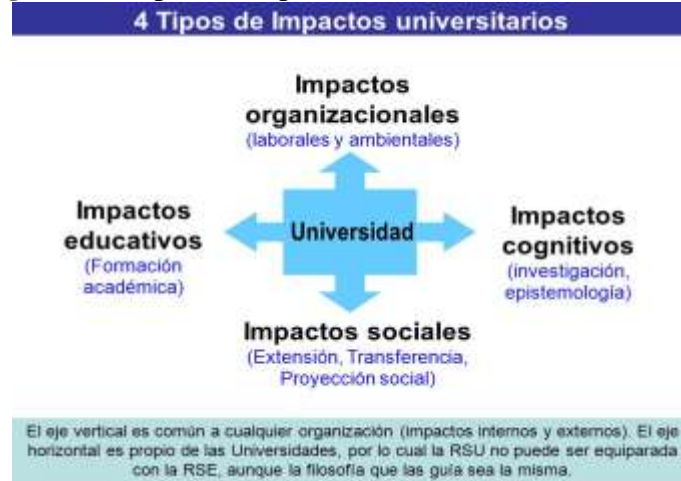 4 Tipos de Impactos universitarios
Impactos
organizacionales
(laborales y ambientales)
Impactos
educativos
(Formación
académica)
Universidad
Impactos
cognitivos
(investigación,
epistemología)
Impactos sociales
(Extensión, Transferencia,
Proyección social)
El eje vertical es común a cualquier organización (impactos internos y externos). El eje
horizontal es propio de las Universidades, por lo cual la RSU no puede ser equiparada
con la RSE, aunque la filosofía que las guía sea la misma.